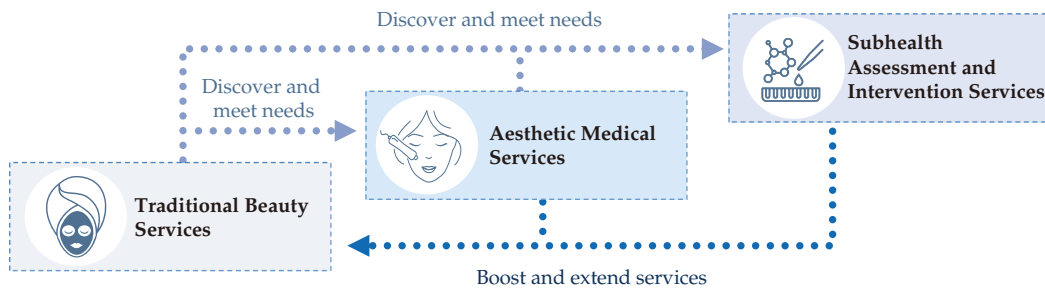 Discover and meet needs
Subhealth
Assessment and
Intervention Services
Discover and
meet needs
Aesthetic Medical
Services
Traditional Beauty
Services
Boost and extend services